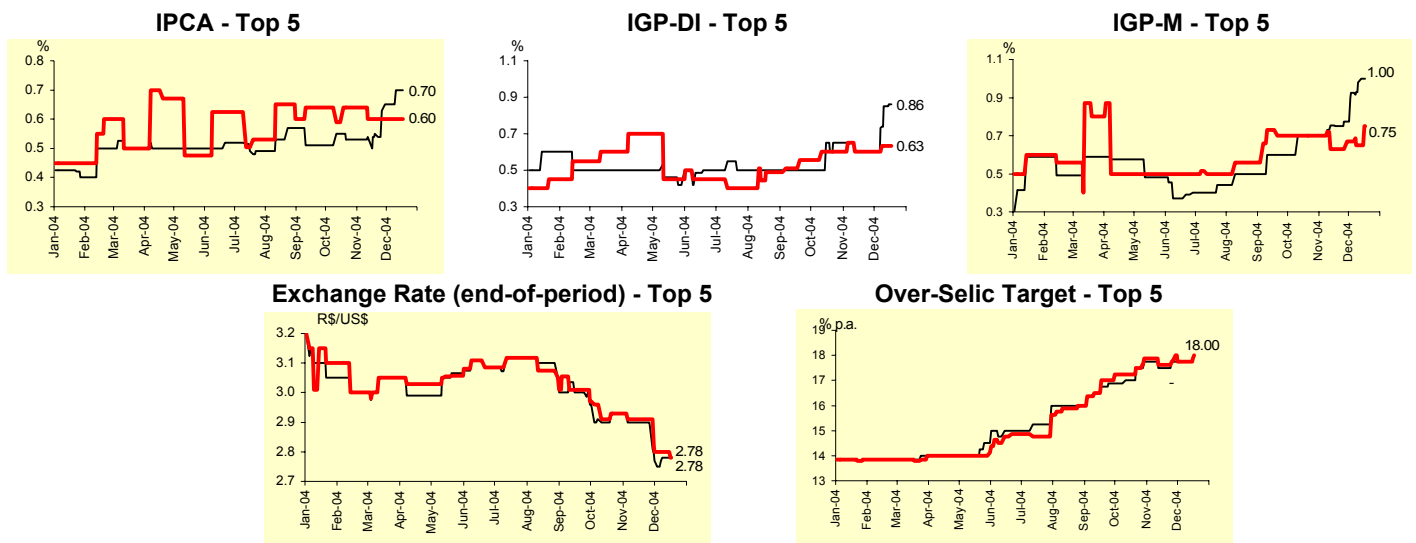 IPCA - Top 5
%
0.8
0.7
0.6
0.5
0.4
0.3
0.70
0.60
Jan-04
Feb-04
Mar-04
Apr-04
May-04
Jun-04
Jul-04
Aug-04
Sep-04
Oct-04
Nov-04
Dec-04
IGP-DI - Top 5
%
1.1
0.9
0.7
0.5
0.3
0.86
0.63
Jan-04
Feb-04
Mar-04
Apr-04
May-04
Jun-04
Jul-04
Aug-04
Sep-04
Oct-04
Nov-04
Dec-04
IGP-M - Top 5
%
1.1
0.9
0.7
0.5
0.3
1.00
0.75
Jan-04
Feb-04
Mar-04
Apr-04
May-04
Jun-04
Jul-04
Aug-04
Sep-04
Oct-04
Nov-04
Dec-04
Exchange Rate (end-of-period) - Top 5
R$/US$
3.2
3.1
3.0
2.9
2.8
2.7
2.78
2.78
Jan-04
Feb-04
Mar-04
Apr-04
May-04
Jun-04
Jul-04
Aug-04
Sep-04
Oct-04
Nov-04
Dec-04
Over-Selic Target - Top 5
% p.a.
19
18
17
16
15
14
13
18.00
-
Jan-04
Feb-04
Mar-04
Apr-04
May-04
Jun-04
Jul-04
Aug-04
Sep-04
Oct-04
Nov-04
Dec-04